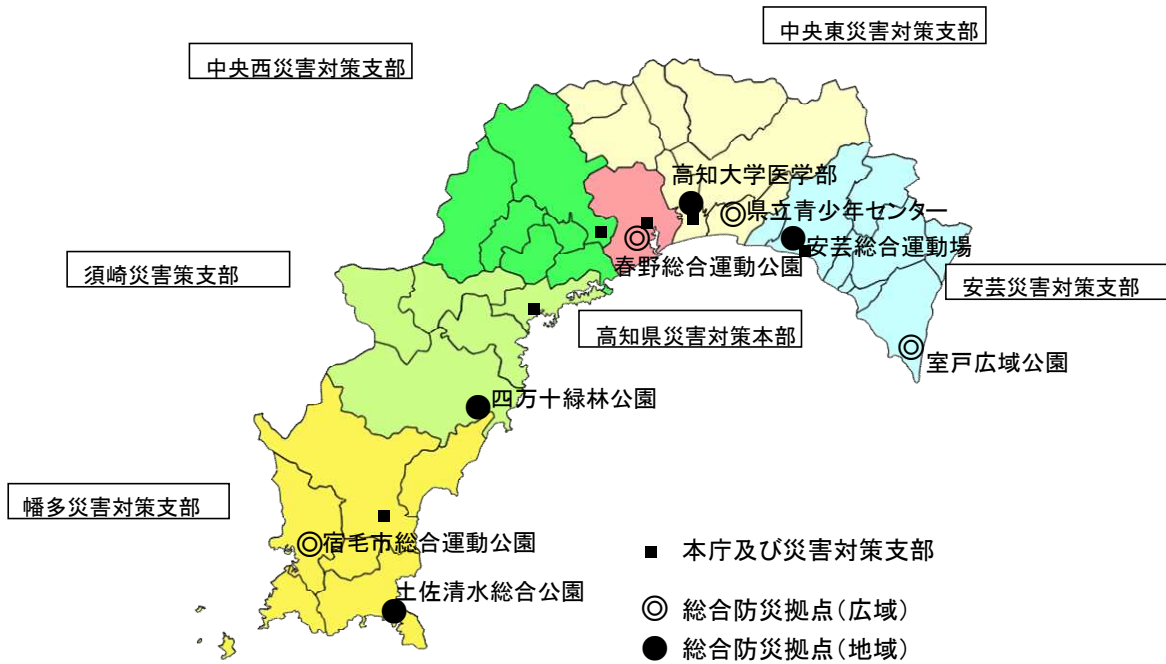 中央東災害対策支部
中央西災害対策支部
高知大学医学部
県立青少年センター
安芸総合運動場
春野総合運動公園
須崎災害策支部
安芸災害対策支部
高知県災害対策本部
室戸広域公園
四万十緑林公園
幡多災害対策支部
宿毛市総合運動公園
土佐清水総合公園
本庁及び災害対策支部
総合防災拠点(広域)
総合防災拠点(地域)